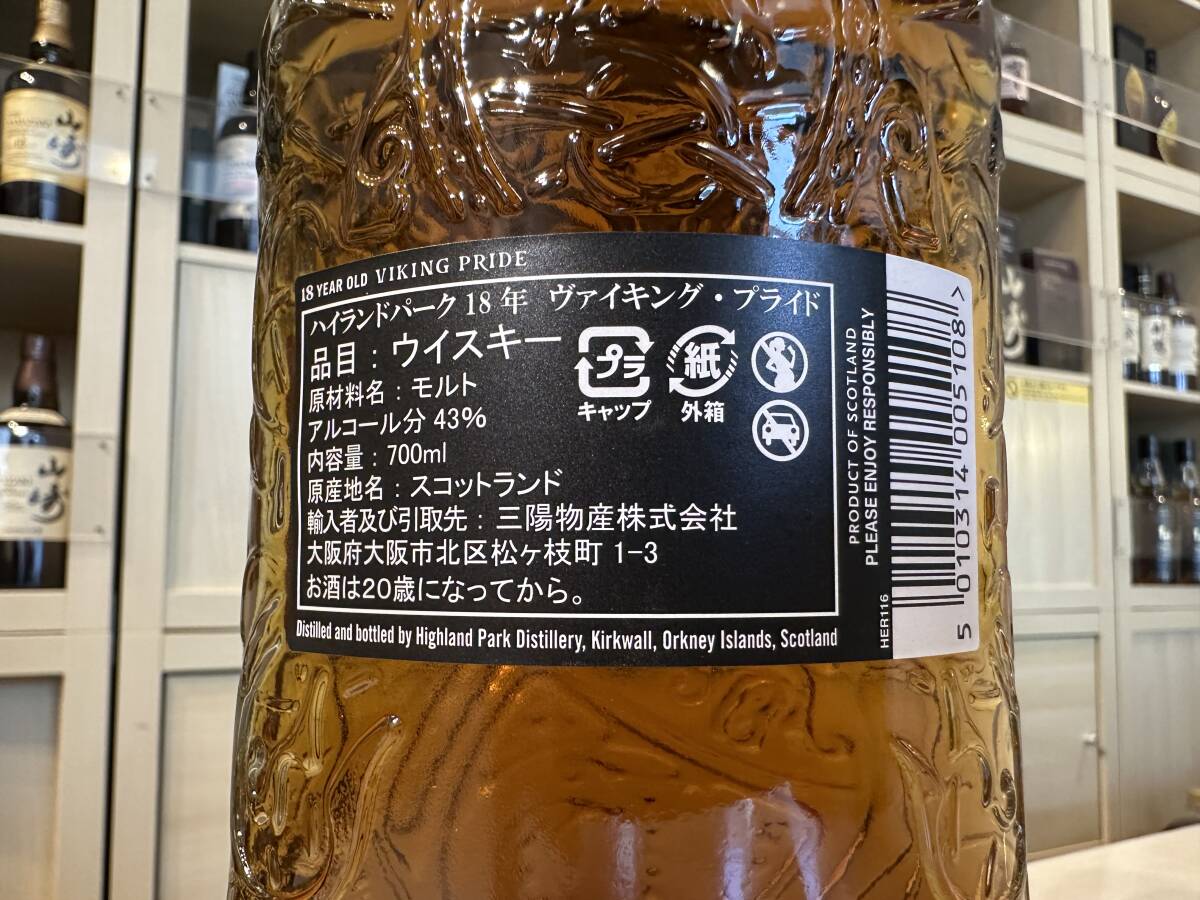 18 YEAR OLD VIKING PRIDE
ハイランドパーク 18年 ヴァイキング・プライド
品目：ウイスキー
原材料名：モルト
アルコール分 43%
内容量：700ml
原産地名：スコットランド
輸入者及び引取先：三陽物産株式会社
大阪府大阪市北区松ヶ枝町 1-3
お酒は20歳になってから。
プラ
キャップ
紙
外箱
Distilled and bottled by Highland Park Distillery, Kirkwall, Orkney Islands, Scotland
PRODUCT OF SCOTLAND
PLEASE ENJOY RESPONSIBLY
HER116
5 010314 005108 >
山崎
山崎